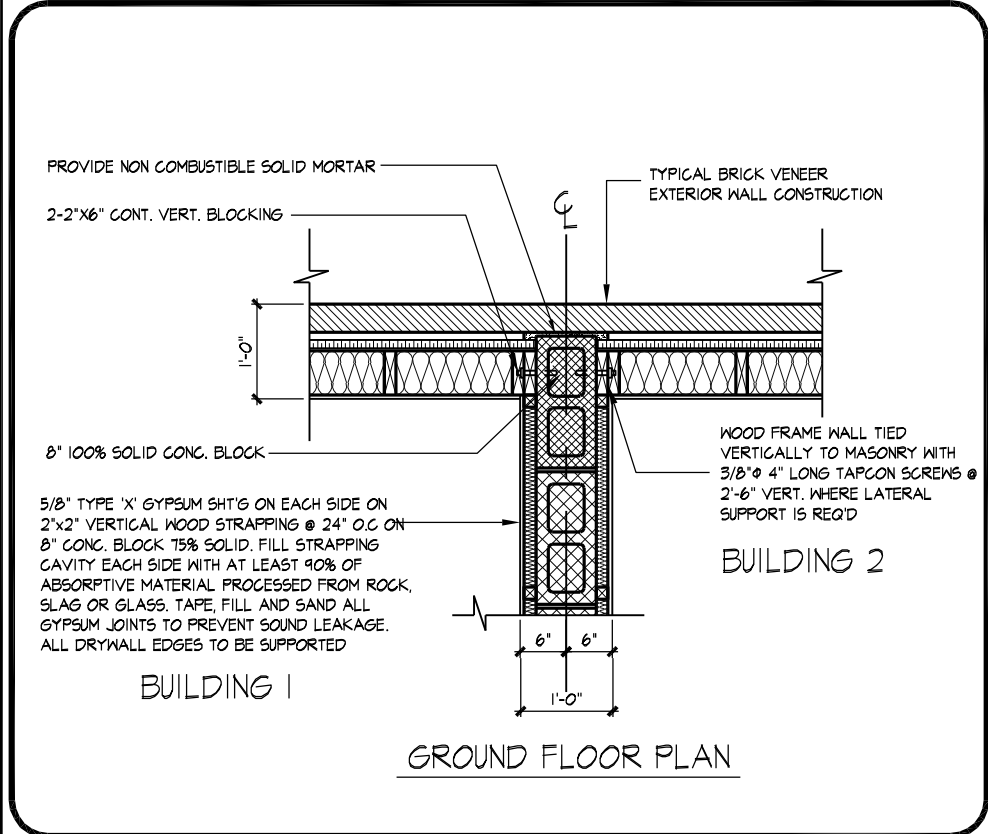 PROVIDE NON COMBUSTIBLE SOLID MORTAR
2-2"X6" CONT. VERT. BLOCKING
TYPICAL BRICK VENEER
EXTERIOR WALL CONSTRUCTION
CL
1'-0"
8" 100% SOLID CONC. BLOCK
5/8" TYPE 'X' GYPSUM SHT'G ON EACH SIDE ON
2"x2" VERTICAL WOOD STRAPPING @ 24" O.C ON
8" CONC. BLOCK 75% SOLID. FILL STRAPPING
CAVITY EACH SIDE WITH AT LEAST 90% OF
ABSORPTIVE MATERIAL PROCESSED FROM ROCK,
SLAG OR GLASS. TAPE, FILL AND SAND ALL
GYPSUM JOINTS TO PREVENT SOUND LEAKAGE.
ALL DRYWALL EDGES TO BE SUPPORTED
BUILDING 1
WOOD FRAME WALL TIED
VERTICALLY TO MASONRY WITH
3/8"Φ 4" LONG TAPCON SCREWS @
2'-6" VERT. WHERE LATERAL
SUPPORT IS REQ'D
BUILDING 2
6" 6"
1'-0"
GROUND FLOOR PLAN